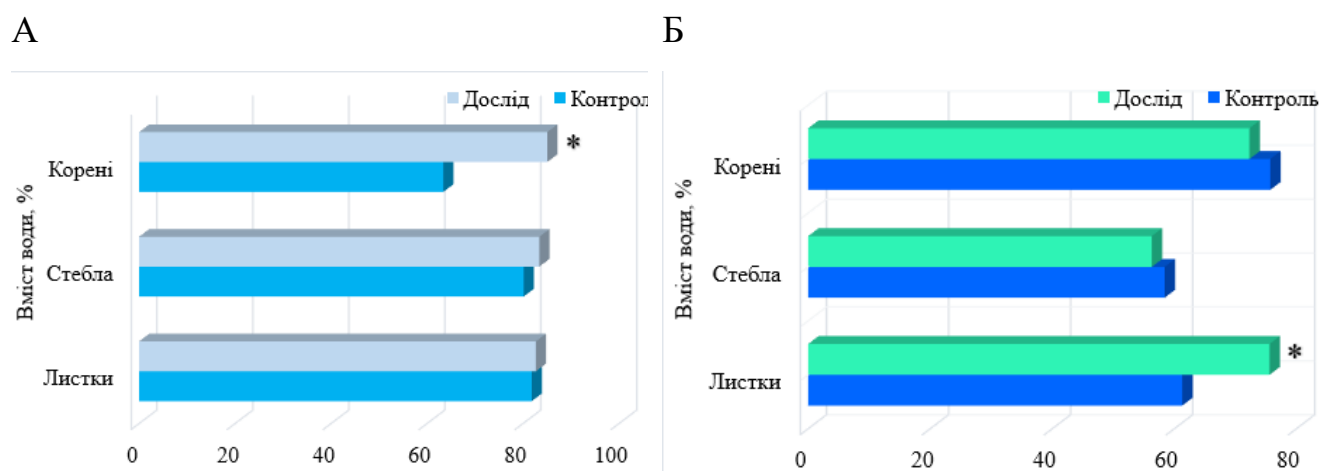 А
Дослід Контрол
Корені
Стебла
Листки
Вміст води, %
0 20 40 60 80 100
*
Б
Дослід Контроль
Корені
Стебла
Листки
Вміст води, %
0 20 40 60 80
*